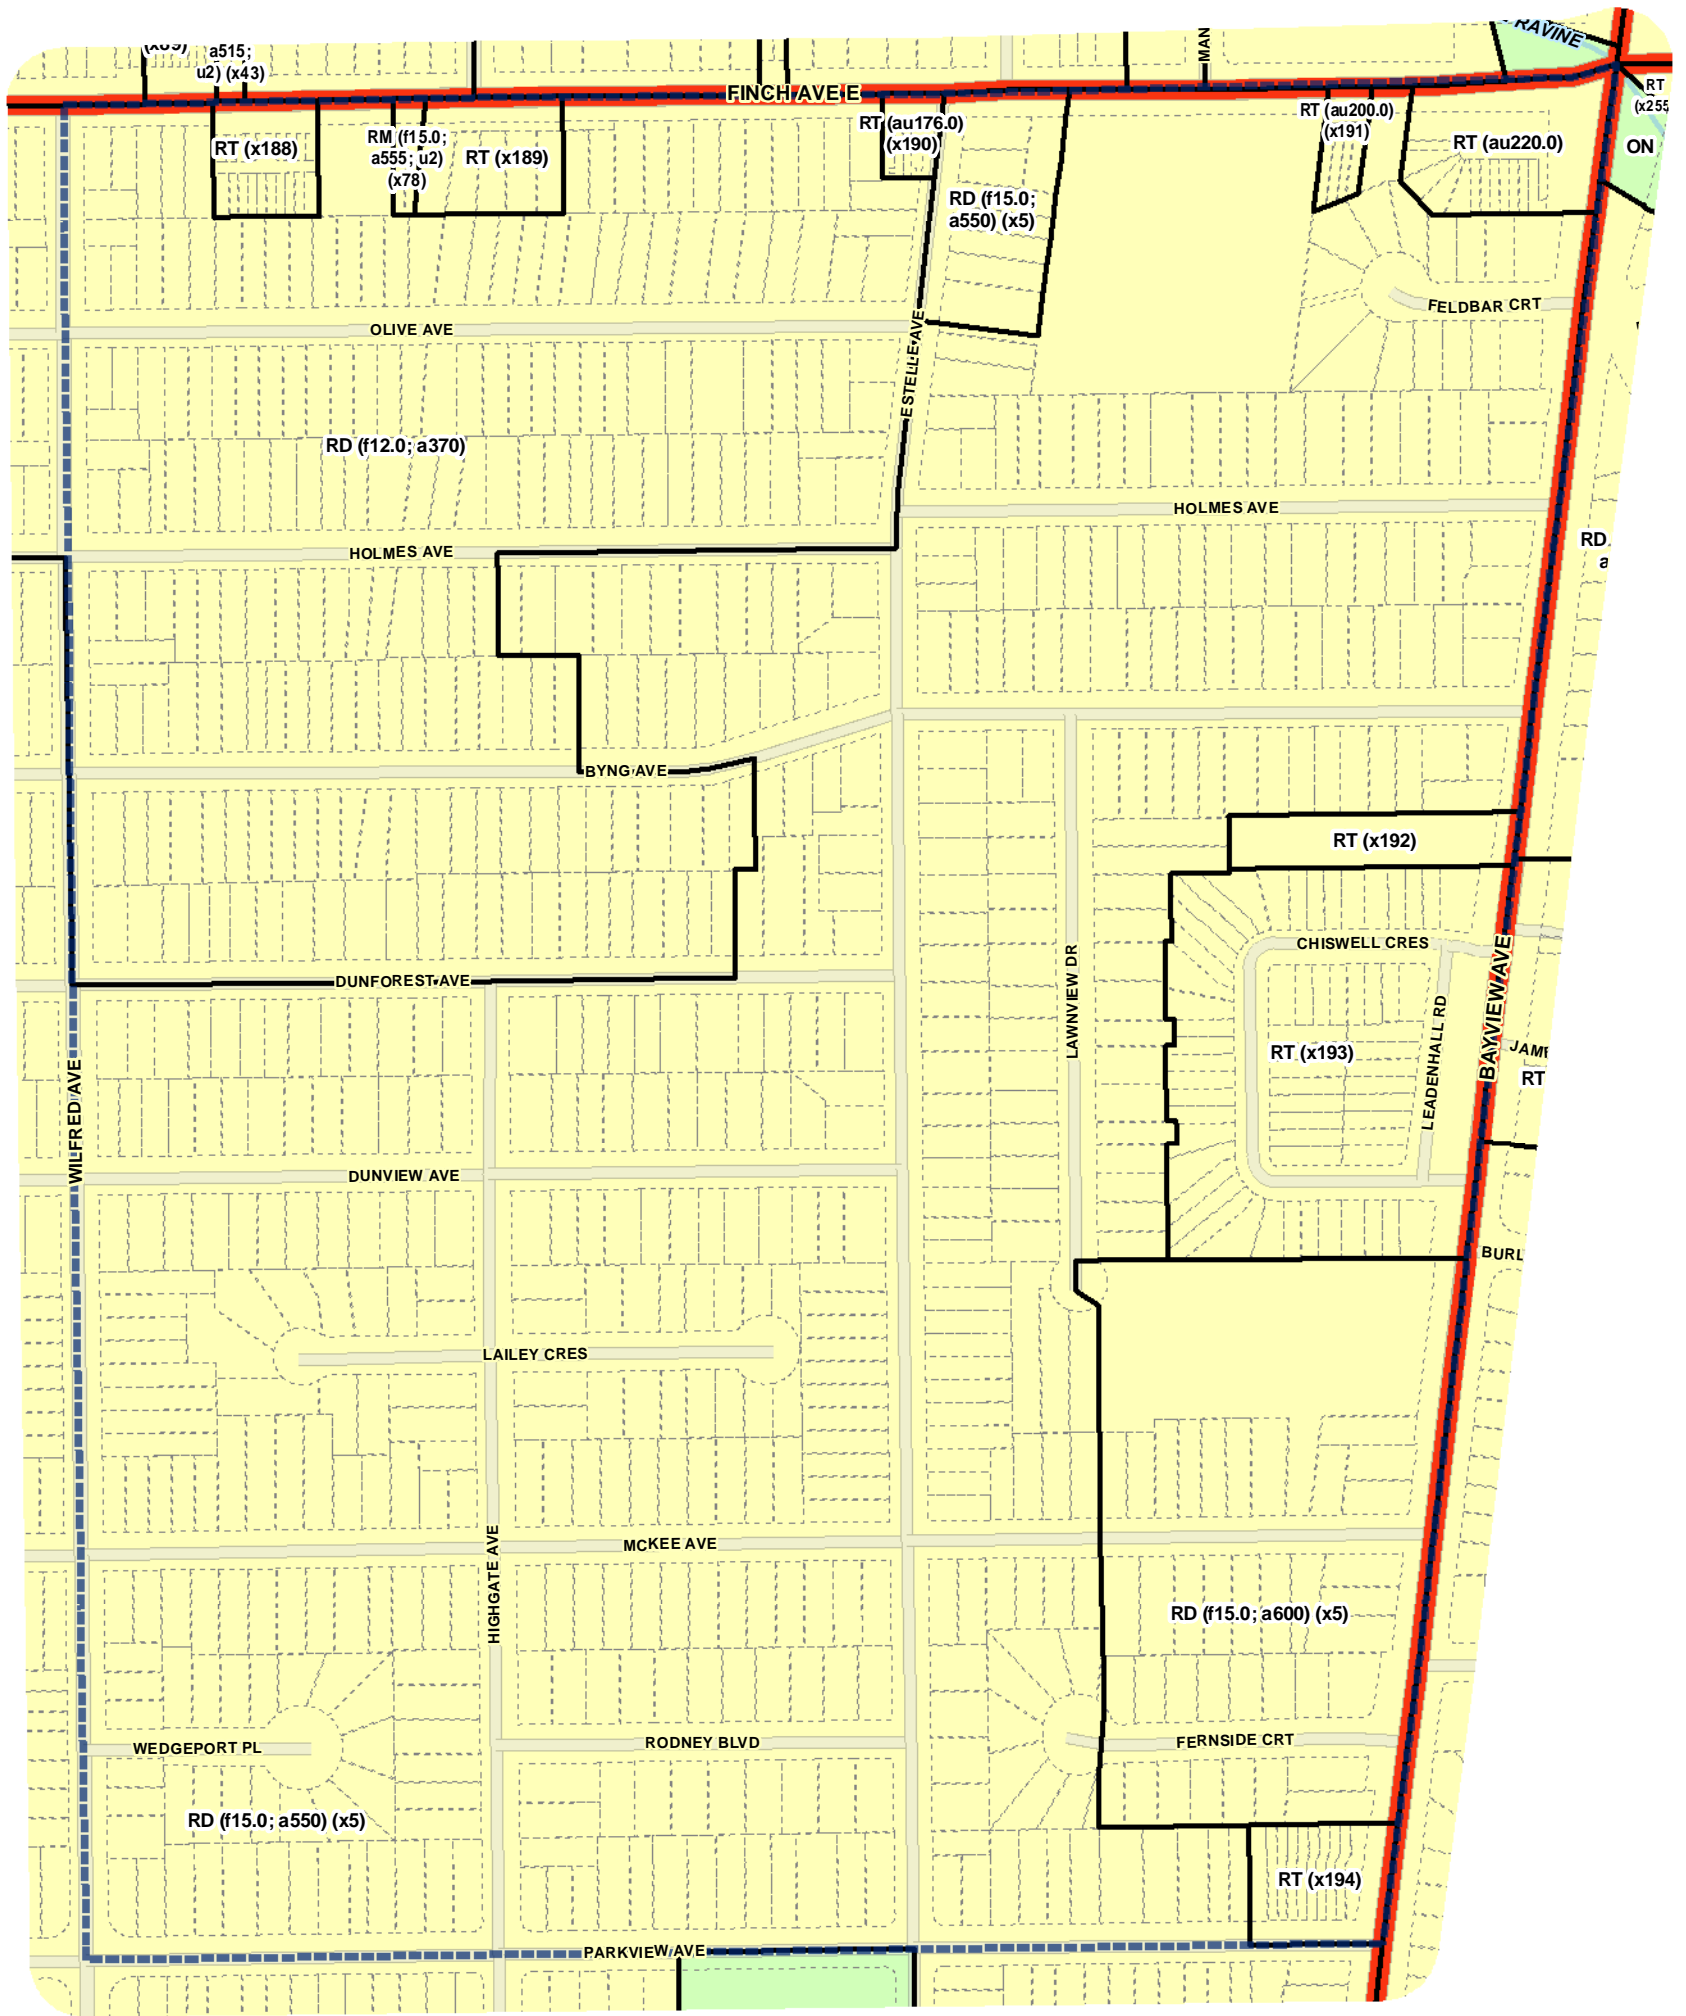 RAVINE
(x89)
a515;
u2) (x43)
MAN
FINCH AVE E
RT
(x255
RT (x188)
RM (f15.0;
a555; u2)
(x78)
RT (x189)
RT (au176.0)
(x190)
RT (au200.0)
(x191)
RT (au220.0)
ON
RD (f15.0;
a550) (x5)
FELDBAR CRT
OLIVE AVE
ESTELLE AVE
RD (f12.0; a370)
HOLMES AVE
HOLMES AVE
RD
a
BYNG AVE
RT (x192)
CHISWELL CRES
DUNFOREST AVE
LAWNVIEW DR
LEADENHALL RD
BAYVIEW AVE
RT (x193)
JAM
RT
WILFRED AVE
DUNVIEW AVE
BURL
LAILEY CRES
MCKEE AVE
HIGHGATE AVE
RD (f15.0; a600) (x5)
WEDGEPORT PL
RODNEY BLVD
FERNSIDE CRT
RD (f15.0; a550) (x5)
RT (x194)
PARKVIEW AVE